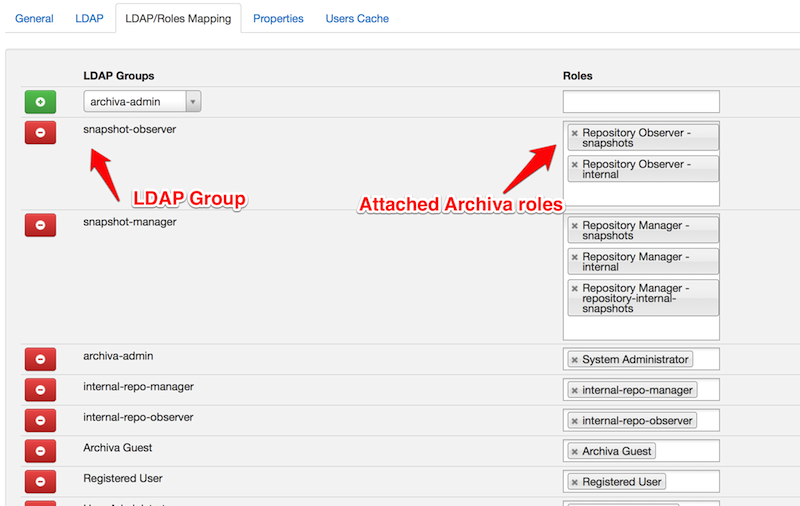 General LDAP LDAP/Roles Mapping Properties Users Cache
LDAP Groups Roles
archiva-admin
snapshot-observer
Repository Observer -
snapshots
Repository Observer -
internal
LDAP Group
Attached Archiva roles
snapshot-manager
Repository Manager -
snapshots
Repository Manager -
internal
Repository Manager -
repository-internal-
snapshots
archiva-admin System Administrator
internal-repo-manager internal-repo-manager
internal-repo-observer internal-repo-observer
Archiva Guest Archiva Guest
Registered User Registered User